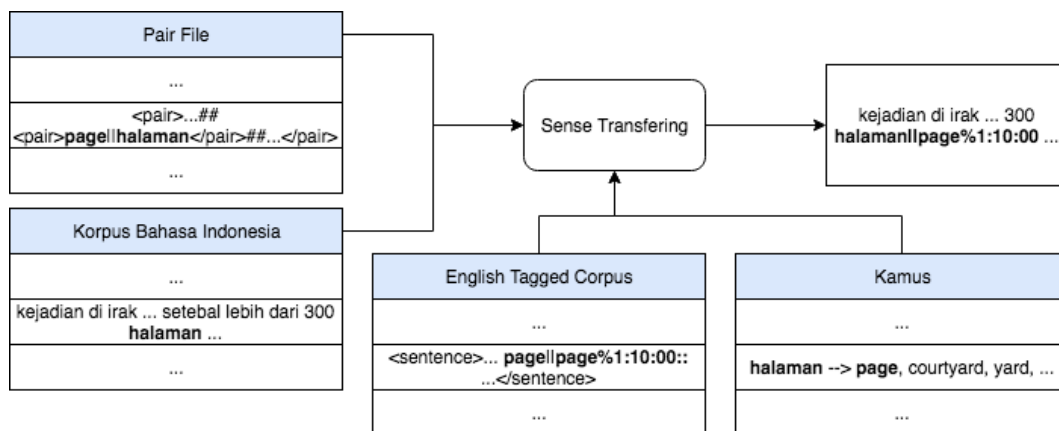 Pair File
...
<pair>...##
<pair>page||halaman</pair>##...</pair>
...
Korpus Bahasa Indonesia
...
kejadian di irak ... setebal lebih dari 300
halaman ...
...
Sense Transfering
kejadian di irak ... 300
halaman||page%1:10:00 ...
English Tagged Corpus
...
<sentence>... page||page%1:10:00::
...</sentence>
...
Kamus
...
halaman --> page, courtyard, yard, ...
...